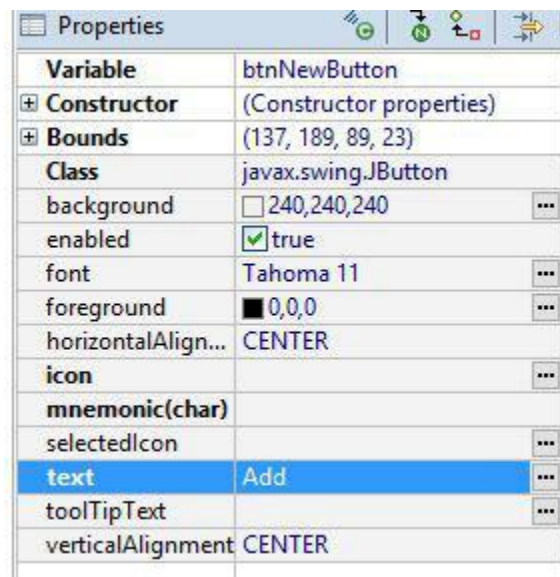 Properties
Variable btnNewButton
Constructor (Constructor properties)
Bounds (137, 189, 89, 23)
Class javax.swing.JButton
background 240,240,240 ...
enabled true
font Tahoma 11 ...
foreground 0,0,0 ...
horizontalAlign... CENTER
icon ...
mnemonic(char)
selectedIcon ...
text Add ...
toolTipText ...
verticalAlignment CENTER